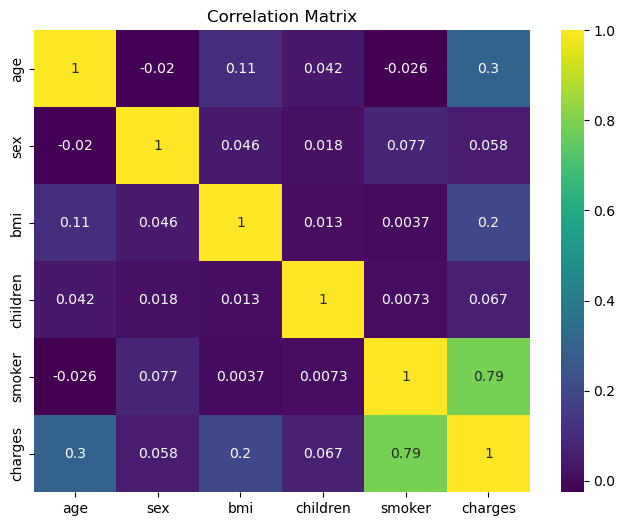 Correlation Matrix
age 1 -0.02 0.11 0.042 -0.026 0.3
sex -0.02 1 0.046 0.018 0.077 0.058
bmi 0.11 0.046 1 0.013 0.0037 0.2
children 0.042 0.018 0.013 1 0.0073 0.067
smoker -0.026 0.077 0.0037 0.0073 1 0.79
charges 0.3 0.058 0.2 0.067 0.79 1
age sex bmi children smoker charges
1.0
0.8
0.6
0.4
0.2
0.0